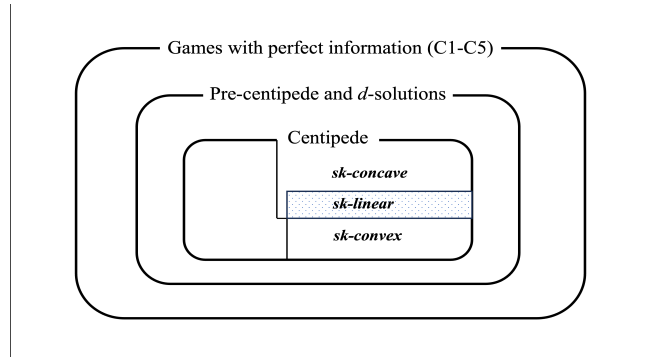 Games with perfect information (C1-C5)
Pre-centipede and d-solutions
Centipede
sk-concave
sk-linear
sk-convex